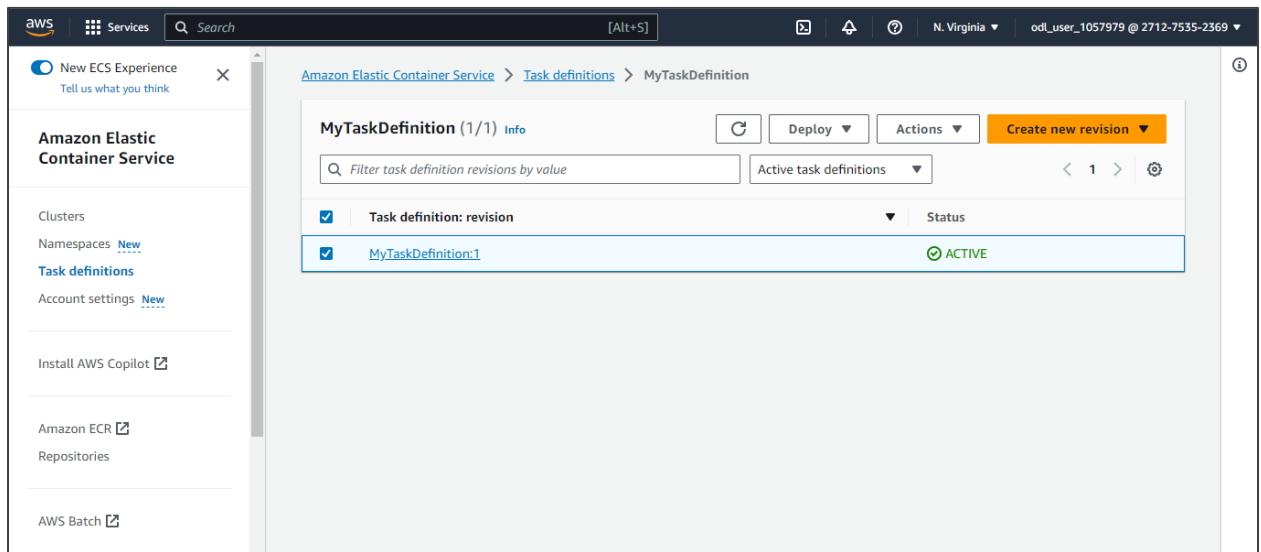 aws Services Search [Alt+S] N. Virginia odl_user_1057979 @ 2712-7535-2369
New ECS Experience
Tell us what you think
Amazon Elastic
Container Service
Clusters
Namespaces New
Task definitions
Account settings New
Install AWS Copilot
Amazon ECR
Repositories
AWS Batch
Amazon Elastic Container Service > Task definitions > MyTaskDefinition
MyTaskDefinition (1/1) Info Deploy Actions Create new revision
Filter task definition revisions by value Active task definitions < 1 >
Task definition: revision Status
MyTaskDefinition:1 ACTIVE